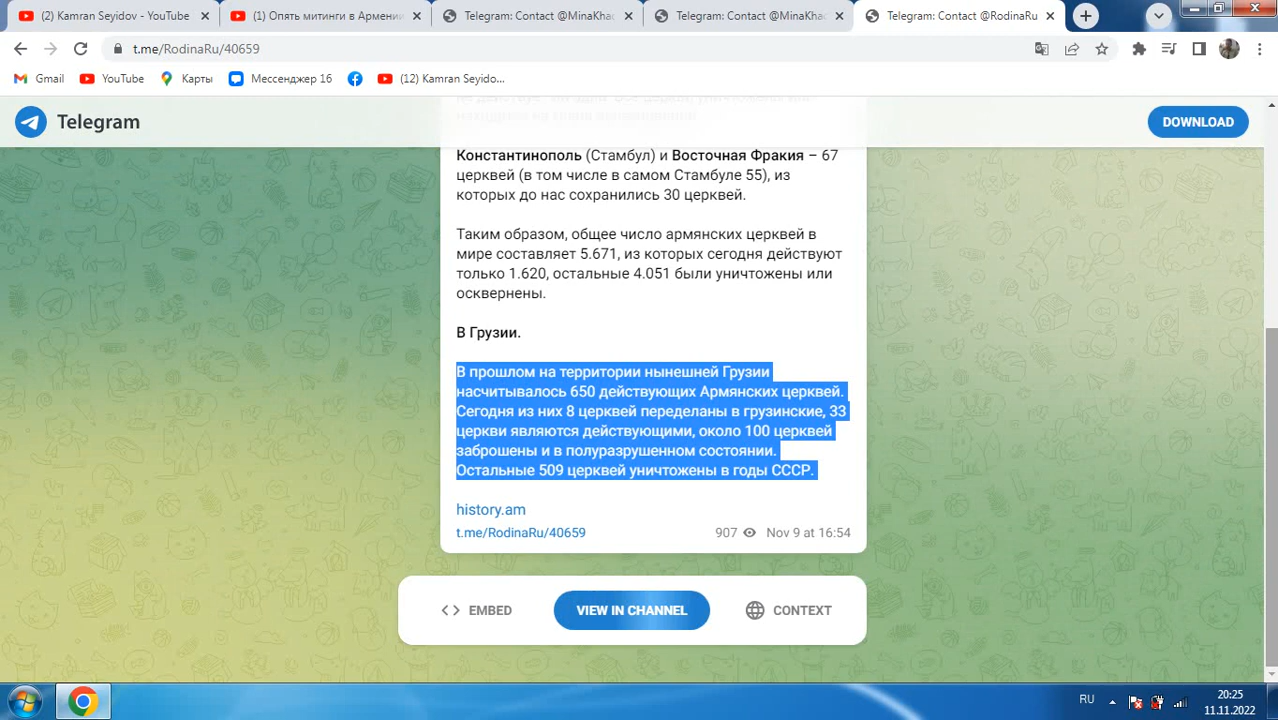 (2) Kamran Seyidov - YouTube
(1) Опять митинги в Армении
Telegram: Contact @MinaKhac
Telegram: Contact @MinaKhac
Telegram: Contact @RodinaRu
t.me/RodinaRu/40659
Gmail
YouTube
Карты
Мессенджер 16
(12) Kamran Seyido...
Telegram
DOWNLOAD
Константинополь (Стамбул) и Восточная Фракия – 67
церквей (в том числе в самом Стамбуле 55), из
которых до нас сохранились 30 церквей.
Таким образом, общее число армянских церквей в
мире составляет 5.671, из которых сегодня действуют
только 1.620, остальные 4.051 были уничтожены или
осквернены.
В Грузии.
В прошлом на территории нынешней Грузии
насчитывалось 650 действующих Армянских церквей.
Сегодня из них 8 церквей переделаны в грузинские, 33
церкви являются действующими, около 100 церквей
заброшены и в полуразрушенном состоянии.
Остальные 509 церквей уничтожены в годы СССР.
history.am
t.me/RodinaRu/40659
907
Nov 9 at 16:54
EMBED
VIEW IN CHANNEL
CONTEXT
RU
20:25
11.11.2022